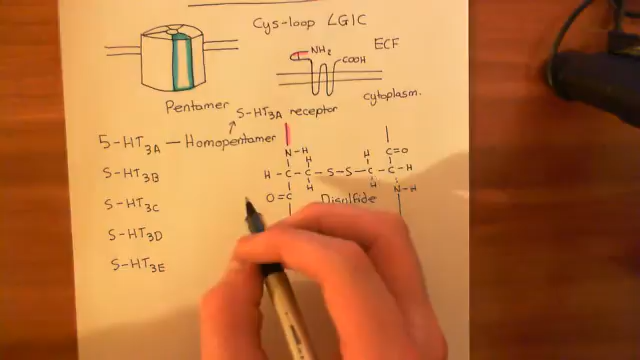 Cys-loop LGIC
NH2
COOH
ECF
cytoplasm.
Pentamer
5-HT3A receptor
5-HT3A — Homopentamer
5-HT3B
5-HT3C
5-HT3D
5-HT3E
N-H
H
H-C-C-S-S-C-C-H
H
O=C
H
C=O
H
N-H
Disulfide